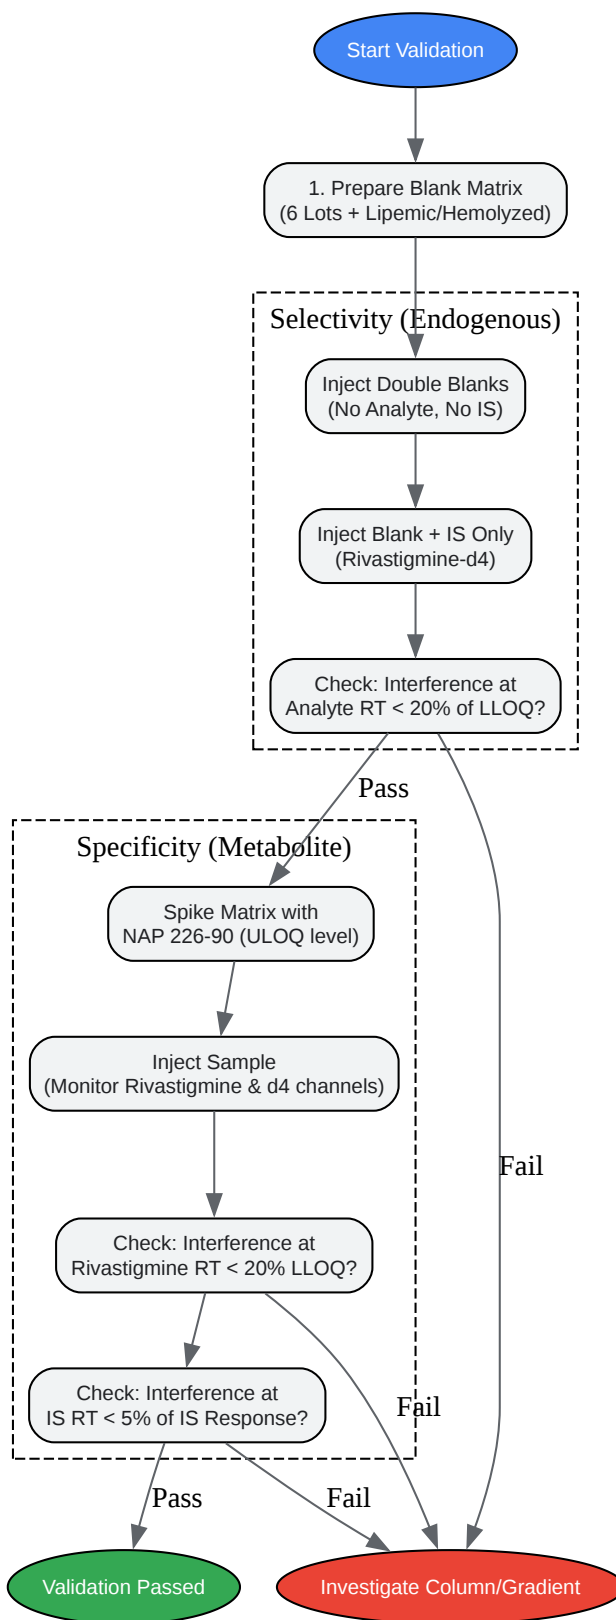 Start Validation
1. Prepare Blank Matrix
(6 Lots + Lipemic/Hemolyzed)
Selectivity (Endogenous)
Inject Double Blanks
(No Analyte, No IS)
Inject Blank + IS Only
(Rivastigmine-d4)
Check: Interference at
Analyte RT < 20% of LLOQ?
Pass
Specificity (Metabolite)
Spike Matrix with
NAP 226-90 (ULOQ level)
Inject Sample
(Monitor Rivastigmine & d4 channels)
Fail
Check: Interference at
Rivastigmine RT < 20% LLOQ?
Check: Interference at
IS RT < 5% of IS Response?
Fail
Pass
Fail
Validation Passed
Investigate Column/Gradient